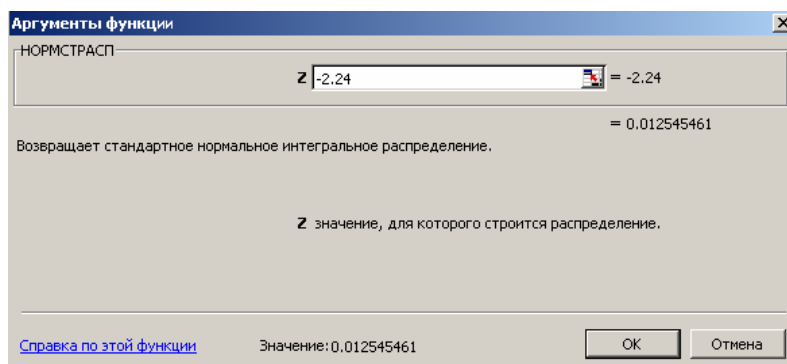 Аргументы функции
НОРМСТРАСП
Z -2.24 = -2.24
= 0.012545461
Возвращает стандартное нормальное интегральное распределение.
Z значение, для которого строится распределение.
Справка по этой функции Значение:0.012545461 OK Отмена